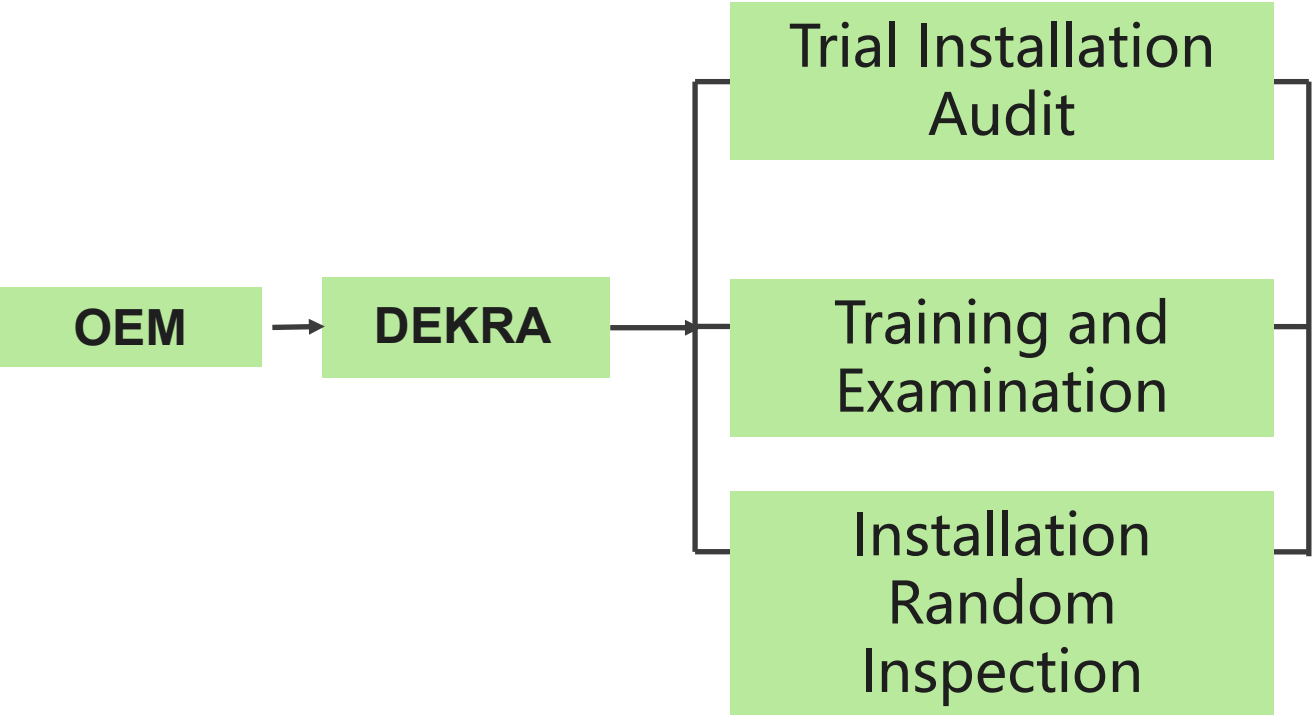 OEM
DEKRA
Trial Installation
Audit
Training and
Examination
Installation
Random
Inspection